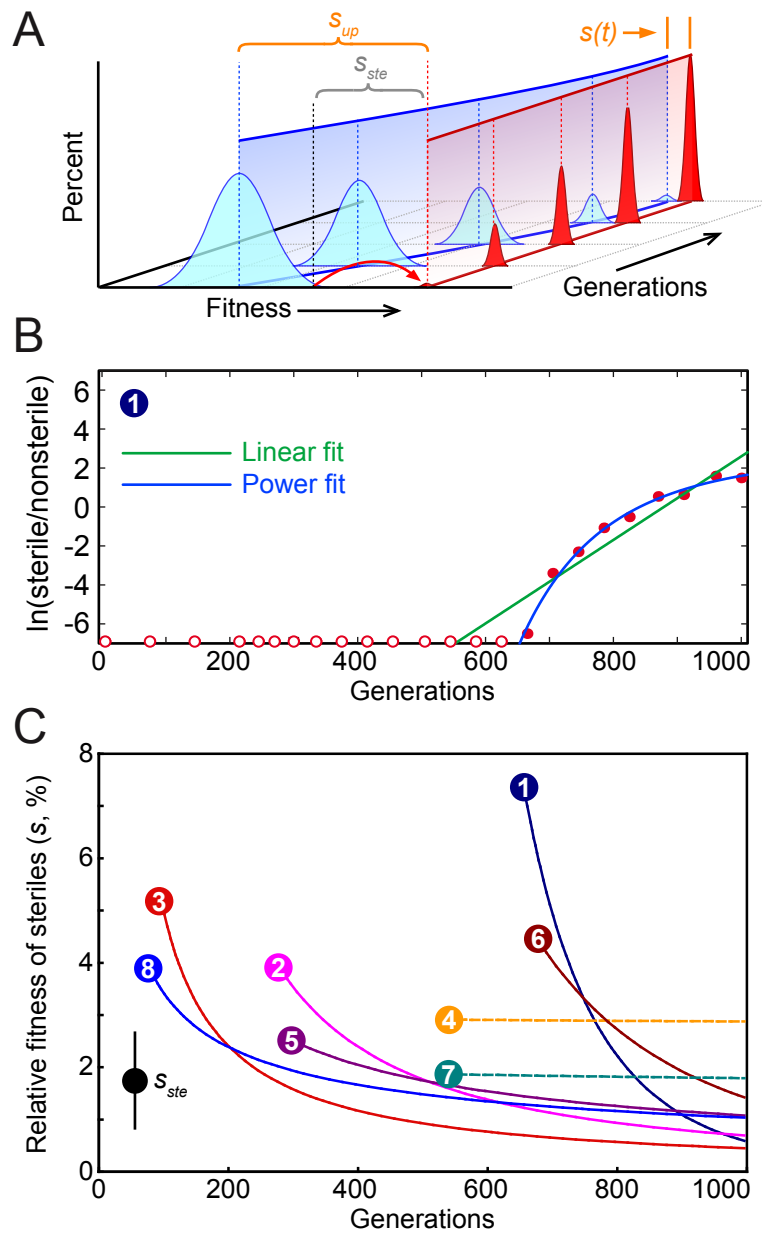 A
s_up
s(t)
s_ste
Percent
Fitness
Generations
B
6
4
2
0
-2
-4
-6
1
Linear fit
Power fit
ln(sterile/nonsterile)
0 200 400 600 800 1000
Generations
C
8
6
4
2
0
Relative fitness of steriles (s, %)
1
3
6
8
2
4
5
7
s_ste
0 200 400 600 800 1000
Generations